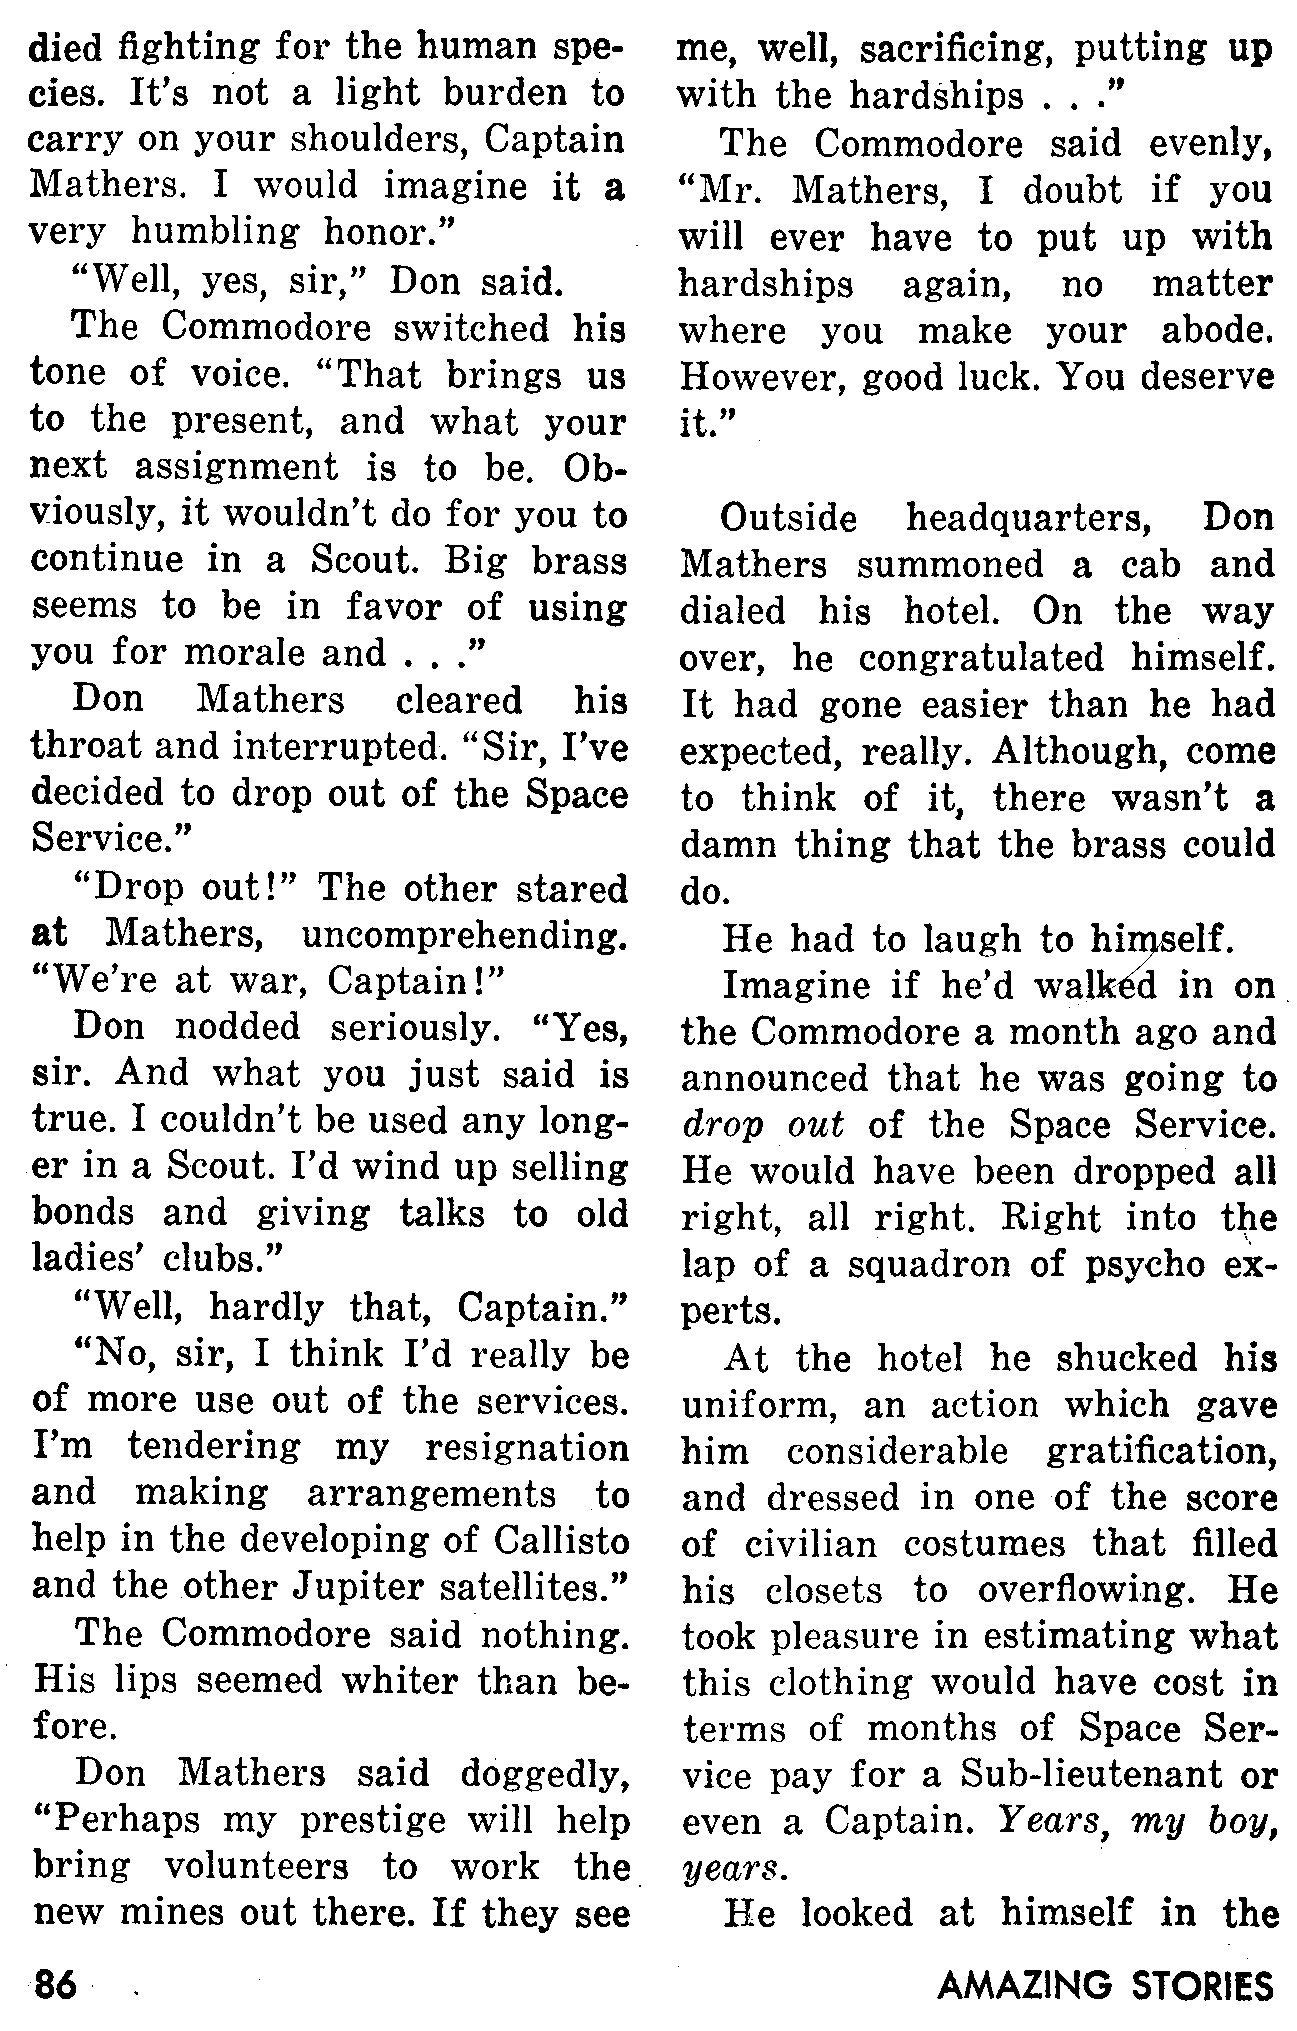 died fighting for the human spe-
cies. It's not a light burden to
carry on your shoulders, Captain
Mathers. I would imagine it a
very humbling honor."
"Well, yes, sir," Don said.
The Commodore switched his
tone of voice. "That brings us
to the present, and what your
next assignment is to be. Ob-
viously, it wouldn't do for you to
continue in a Scout. Big brass
seems to be in favor of using
you for morale and . . ."
Don Mathers cleared his
throat and interrupted. "Sir, I've
decided to drop out of the Space
Service."
"Drop out!" The other stared
at Mathers, uncomprehending.
"We're at war, Captain!"
Don nodded seriously. "Yes,
sir. And what you just said is
true. I couldn't be used any long-
er in a Scout. I'd wind up selling
bonds and giving talks to old
ladies' clubs."
"Well, hardly that, Captain."
"No, sir, I think I'd really be
of more use out of the services.
I'm tendering my resignation
and making arrangements to
help in the developing of Callisto
and the other Jupiter satellites."
The Commodore said nothing.
His lips seemed whiter than be-
fore.
Don Mathers said doggedly,
"Perhaps my prestige will help
bring volunteers to work the
new mines out there. If they see
me, well, sacrificing, putting up
with the hardships . . ."
The Commodore said evenly,
"Mr. Mathers, I doubt if you
will ever have to put up with
hardships again, no matter
where you make your abode.
However, good luck. You deserve
it."
Outside headquarters, Don
Mathers summoned a cab and
dialed his hotel. On the way
over, he congratulated himself.
It had gone easier than he had
expected, really. Although, come
to think of it, there wasn't a
damn thing that the brass could
do.
He had to laugh to himself.
Imagine if he'd walked in on
the Commodore a month ago and
announced that he was going to
drop out of the Space Service.
He would have been dropped all
right, all right. Right into the
lap of a squadron of psycho ex-
perts.
At the hotel he shucked his
uniform, an action which gave
him considerable gratification,
and dressed in one of the score
of civilian costumes that filled
his closets to overflowing. He
took pleasure in estimating what
this clothing would have cost in
terms of months of Space Ser-
vice pay for a Sub-lieutenant or
even a Captain. Years, my boy,
years.
He looked at himself in the
86
AMAZING STORIES